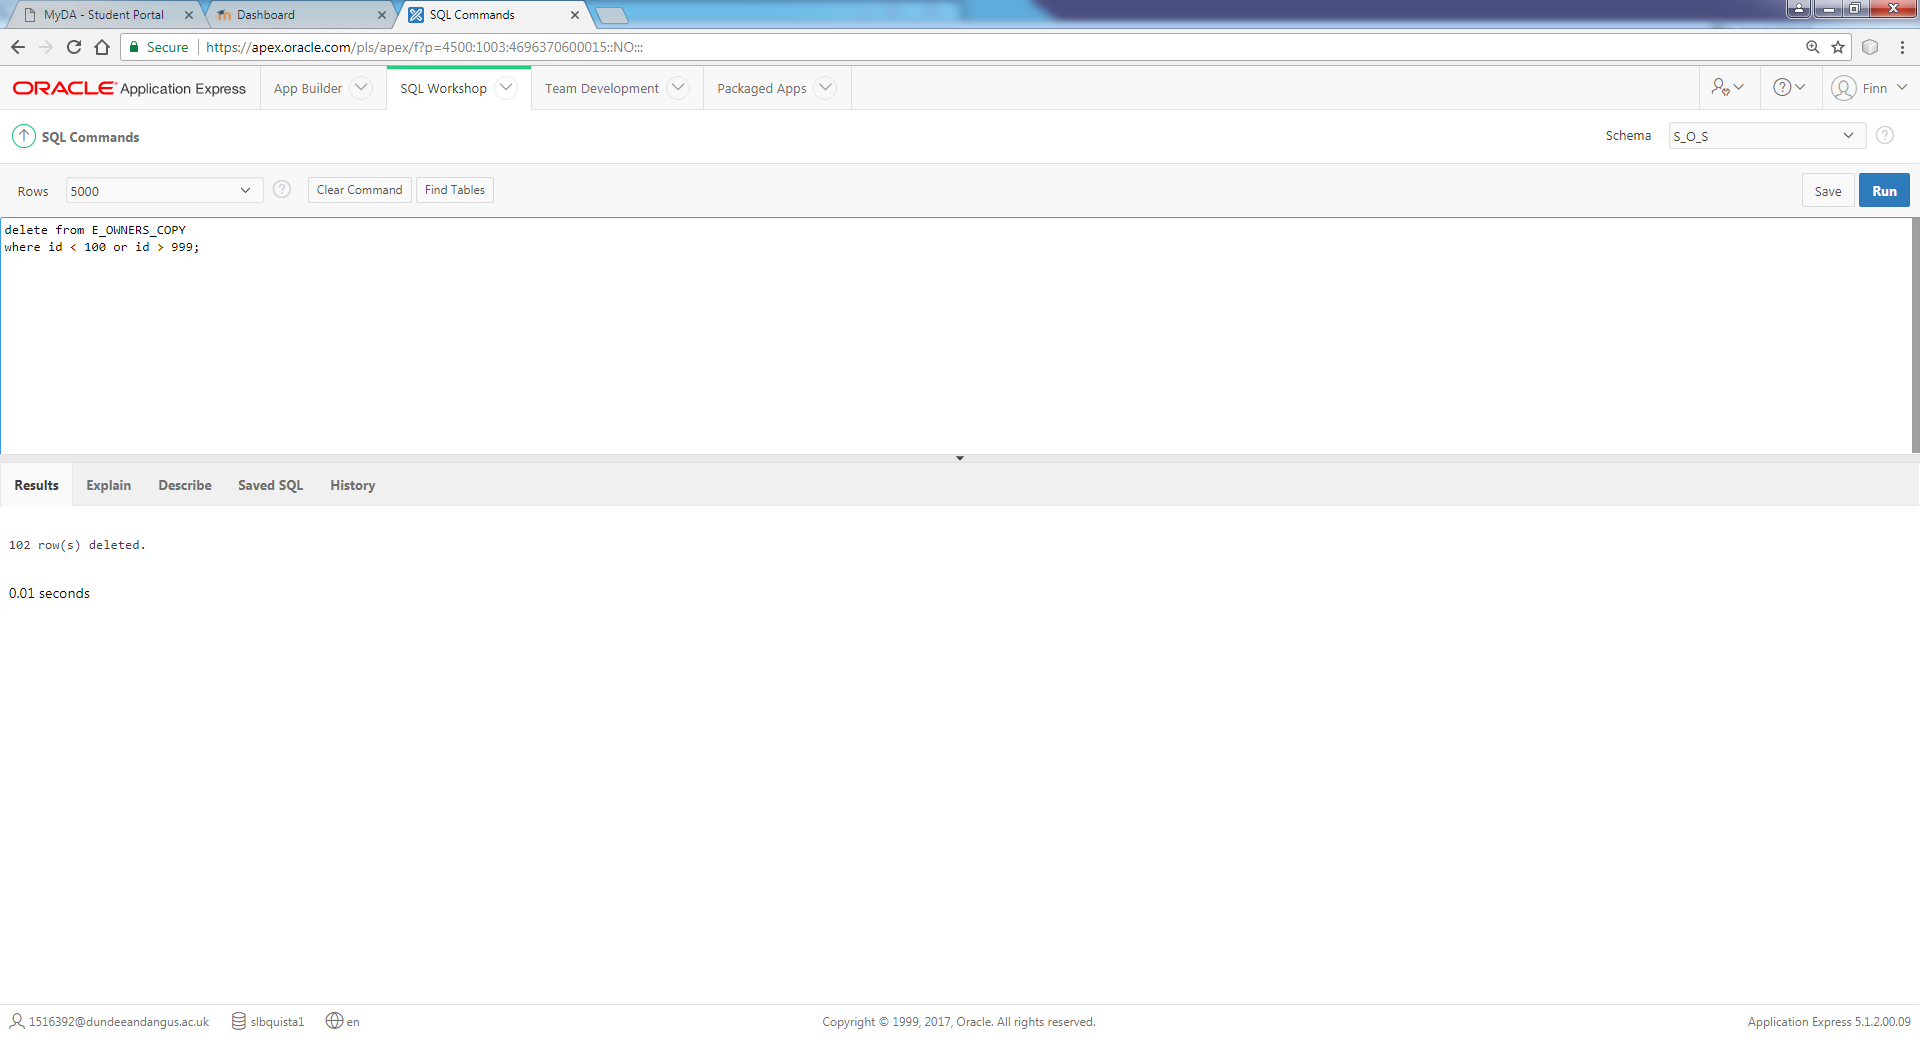 MyDA - Student Portal
Dashboard
SQL Commands
Secure https://apex.oracle.com/pls/apex/f?p=4500:1003:4696370600015::NO:::
ORACLE Application Express App Builder SQL Workshop Team Development Packaged Apps ? Finn
SQL Commands Schema S_O_S ?
Rows 5000 ? Clear Command Find Tables Save Run
delete from E_OWNERS_COPY
where id < 100 or id > 999;
Results Explain Describe Saved SQL History
102 row(s) deleted.
0.01 seconds
1516392@dundeeandangus.ac.uk slbquista1 en Copyright © 1999, 2017, Oracle. All rights reserved. Application Express 5.1.2.00.09